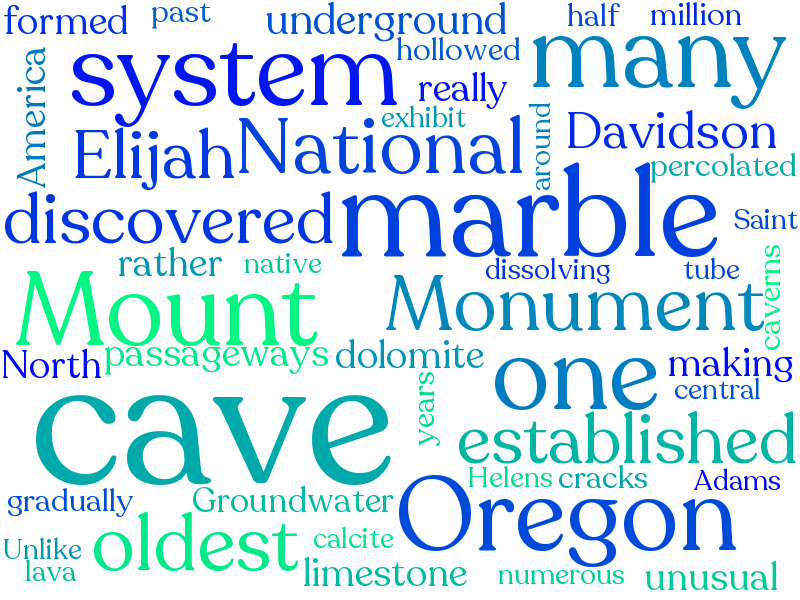 formed past underground half million
hollowed
system many
America really
exhibit
Elijah National around Davidson
percolated
discovered marble Saint
rather native dissolving tube caverns
Mount Monument
North passageways dolomite one making
central
cave years
established
gradually Groundwater Oregon Helens cracks Adams
Unlike oldest calcite
lava limestone numerous unusual